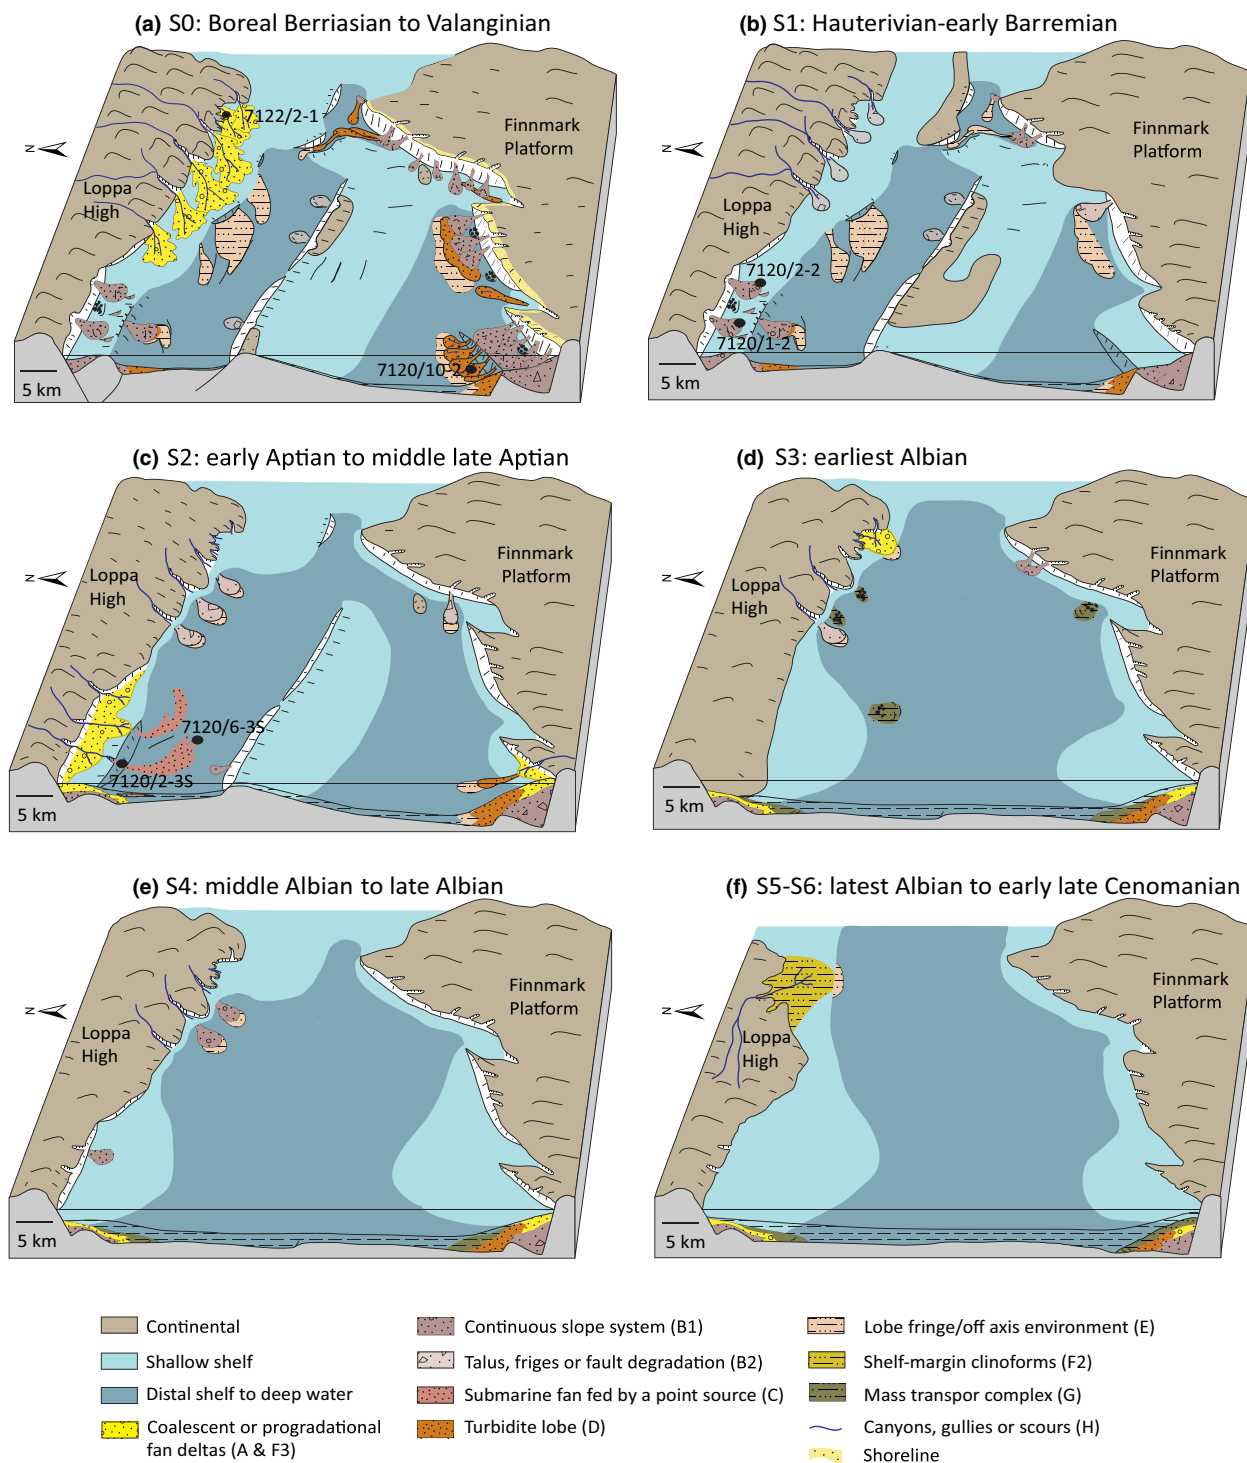 (a) S0: Boreal Berriasian to Valanginian
7122/2-1
Finnmark
Platform
N
Loppa
High
7120/10-2
5 km
(b) S1: Hauterivian-early Barremian
Finnmark
Platform
N
Loppa
High
7120/2-2
7120/1-2
5 km
(c) S2: early Aptian to middle late Aptian
Finnmark
Platform
N
Loppa
High
7120/6-3S
7120/2-3S
5 km
(d) S3: earliest Albian
Finnmark
Platform
N
Loppa
High
5 km
(e) S4: middle Albian to late Albian
Finnmark
Platform
N
Loppa
High
5 km
(f) S5-S6: latest Albian to early late Cenomanian
Finnmark
Platform
N
Loppa
High
5 km
Continental
Shallow shelf
Distal shelf to deep water
Coalescent or progradational
fan deltas (A & F3)
Continuous slope system (B1)
Talus, friges or fault degradation (B2)
Submarine fan fed by a point source (C)
Turbidite lobe (D)
Lobe fringe/off axis environment (E)
Shelf-margin clinoforms (F2)
Mass transpor complex (G)
Canyons, gullies or scours (H)
Shoreline